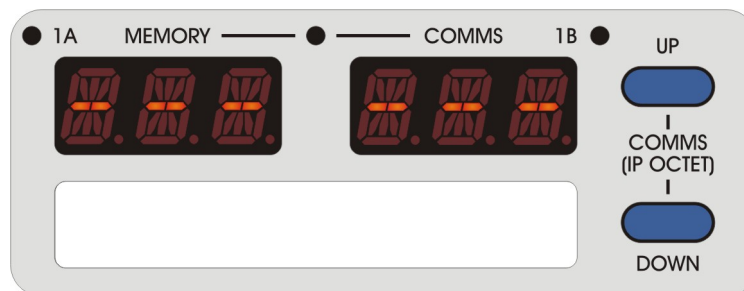 1A MEMORY COMMS 1B
UP
--- ---
COMMS
(IP OCTET)
DOWN